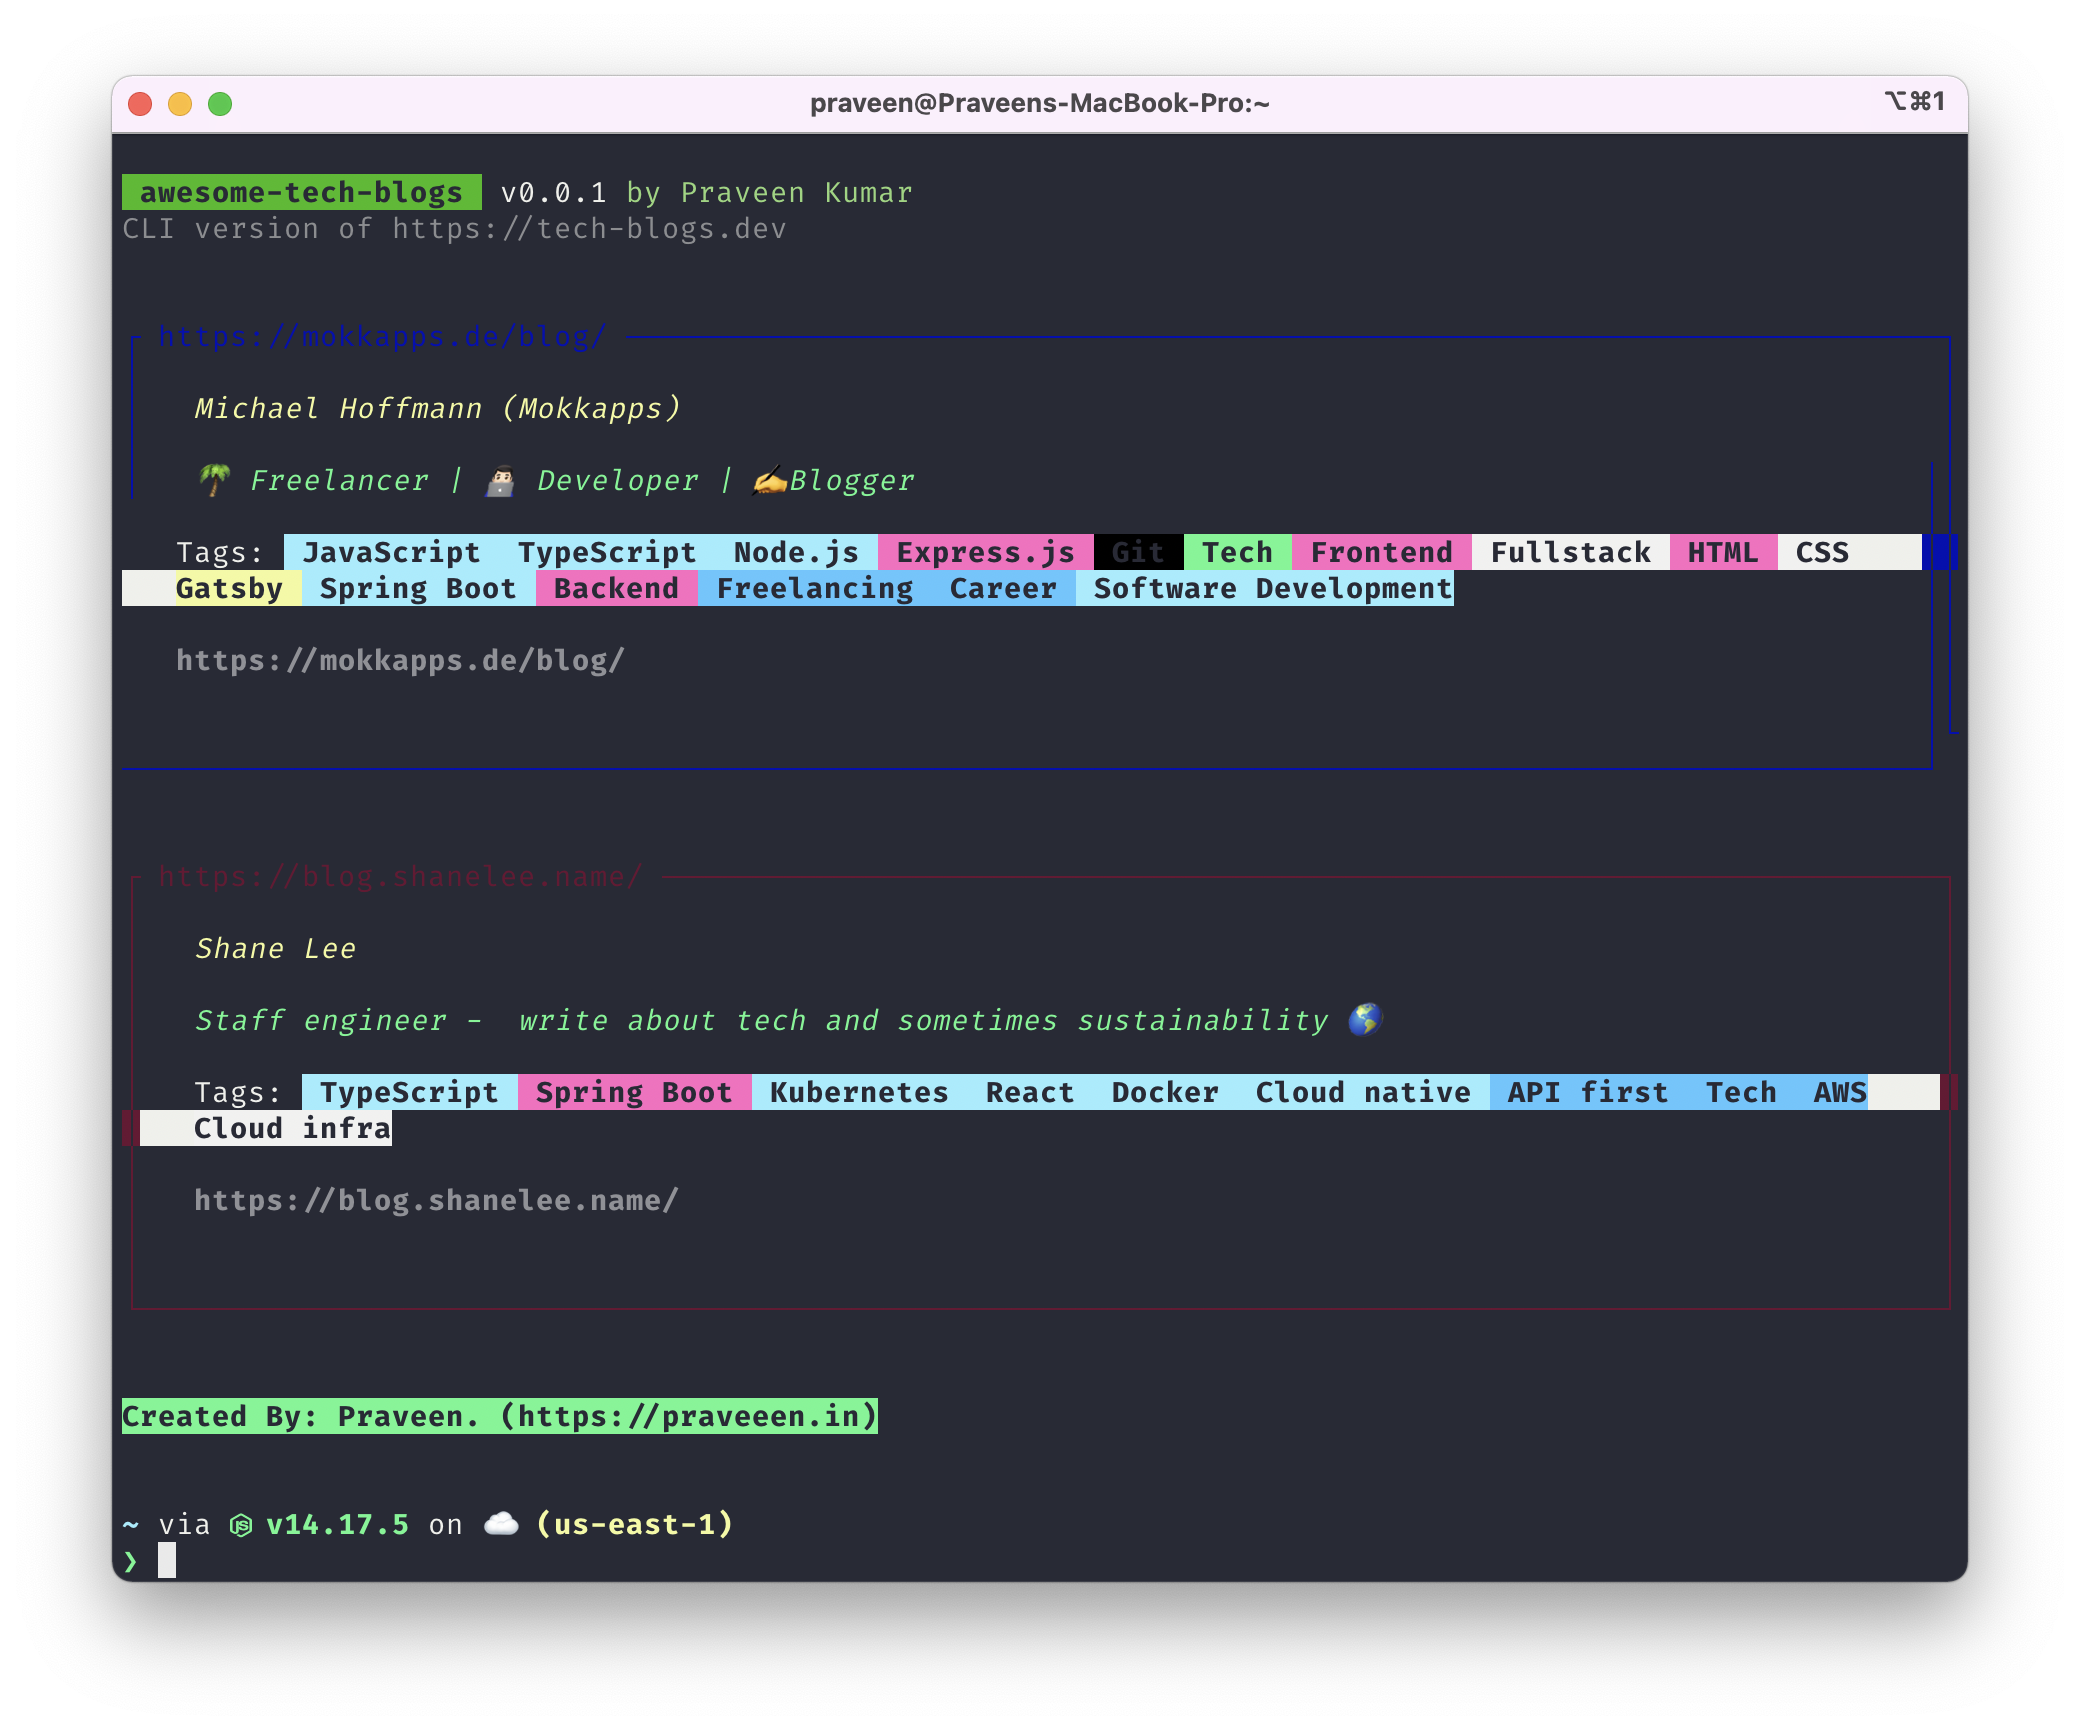 praveen@Praveens-MacBook-Pro:~ ⌥⌘1
awesome-tech-blogs v0.0.1 by Praveen Kumar
CLI version of https://tech-blogs.dev
https://mokkapps.de/blog/
Michael Hoffmann (Mokkapps)
🌴 Freelancer | 👨🏻‍💻 Developer | ✍️Blogger
Tags: JavaScript TypeScript Node.js Express.js Git Tech Frontend Fullstack HTML CSS
Gatsby Spring Boot Backend Freelancing Career Software Development
https://mokkapps.de/blog/
https://blog.shanelee.name/
Shane Lee
Staff engineer -  write about tech and sometimes sustainability 🌎
Tags: TypeScript Spring Boot Kubernetes React Docker Cloud native API first Tech AWS
Cloud infra
https://blog.shanelee.name/
Created By: Praveen. (https://praveeen.in)
~ via JS v14.17.5 on ☁️ (us-east-1)
❯